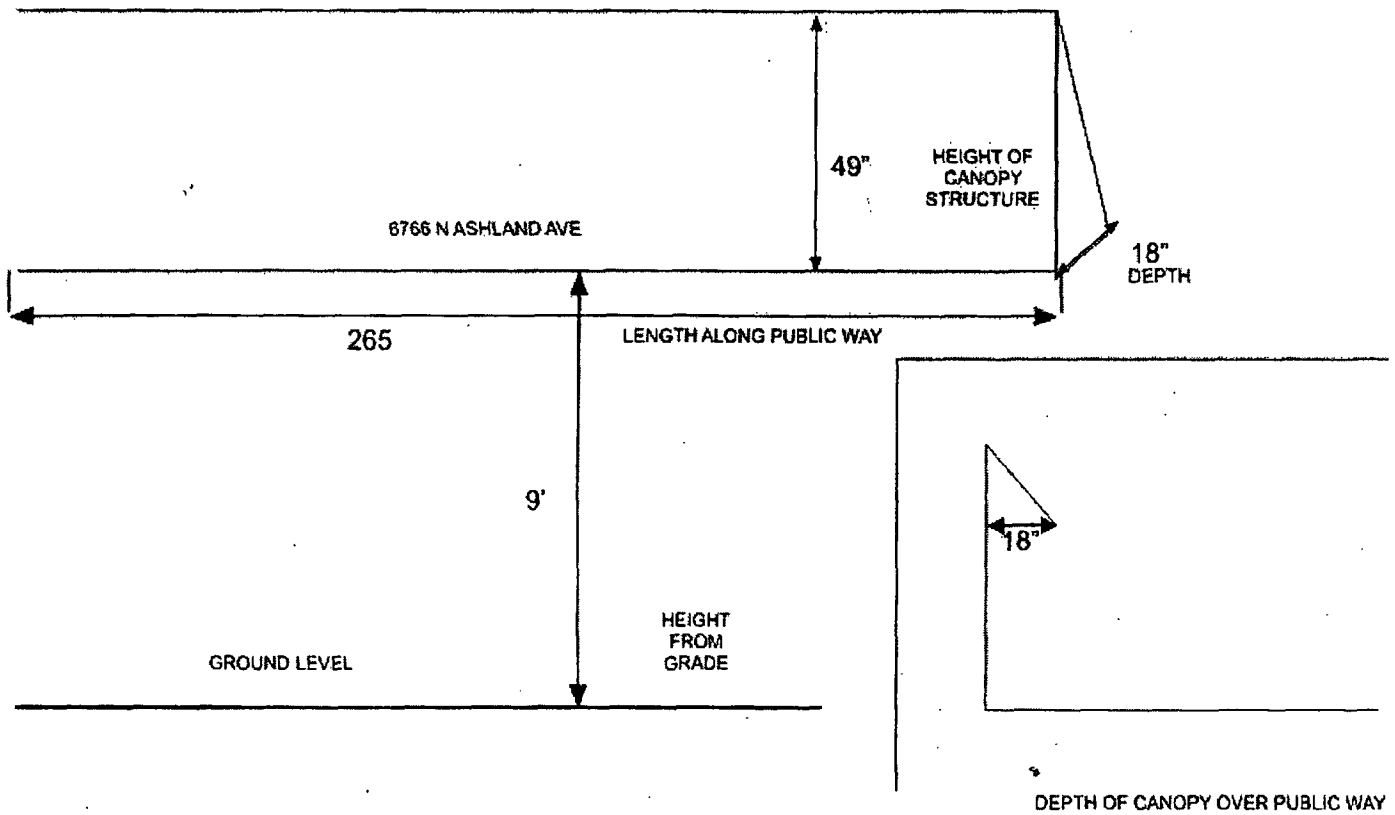 49"
HEIGHT OF
CANOPY
STRUCTURE
6766 N ASHLAND AVE
18"
DEPTH
265
LENGTH ALONG PUBLIC WAY
9'
18"
HEIGHT
FROM
GRADE
GROUND LEVEL
DEPTH OF CANOPY OVER PUBLIC WAY